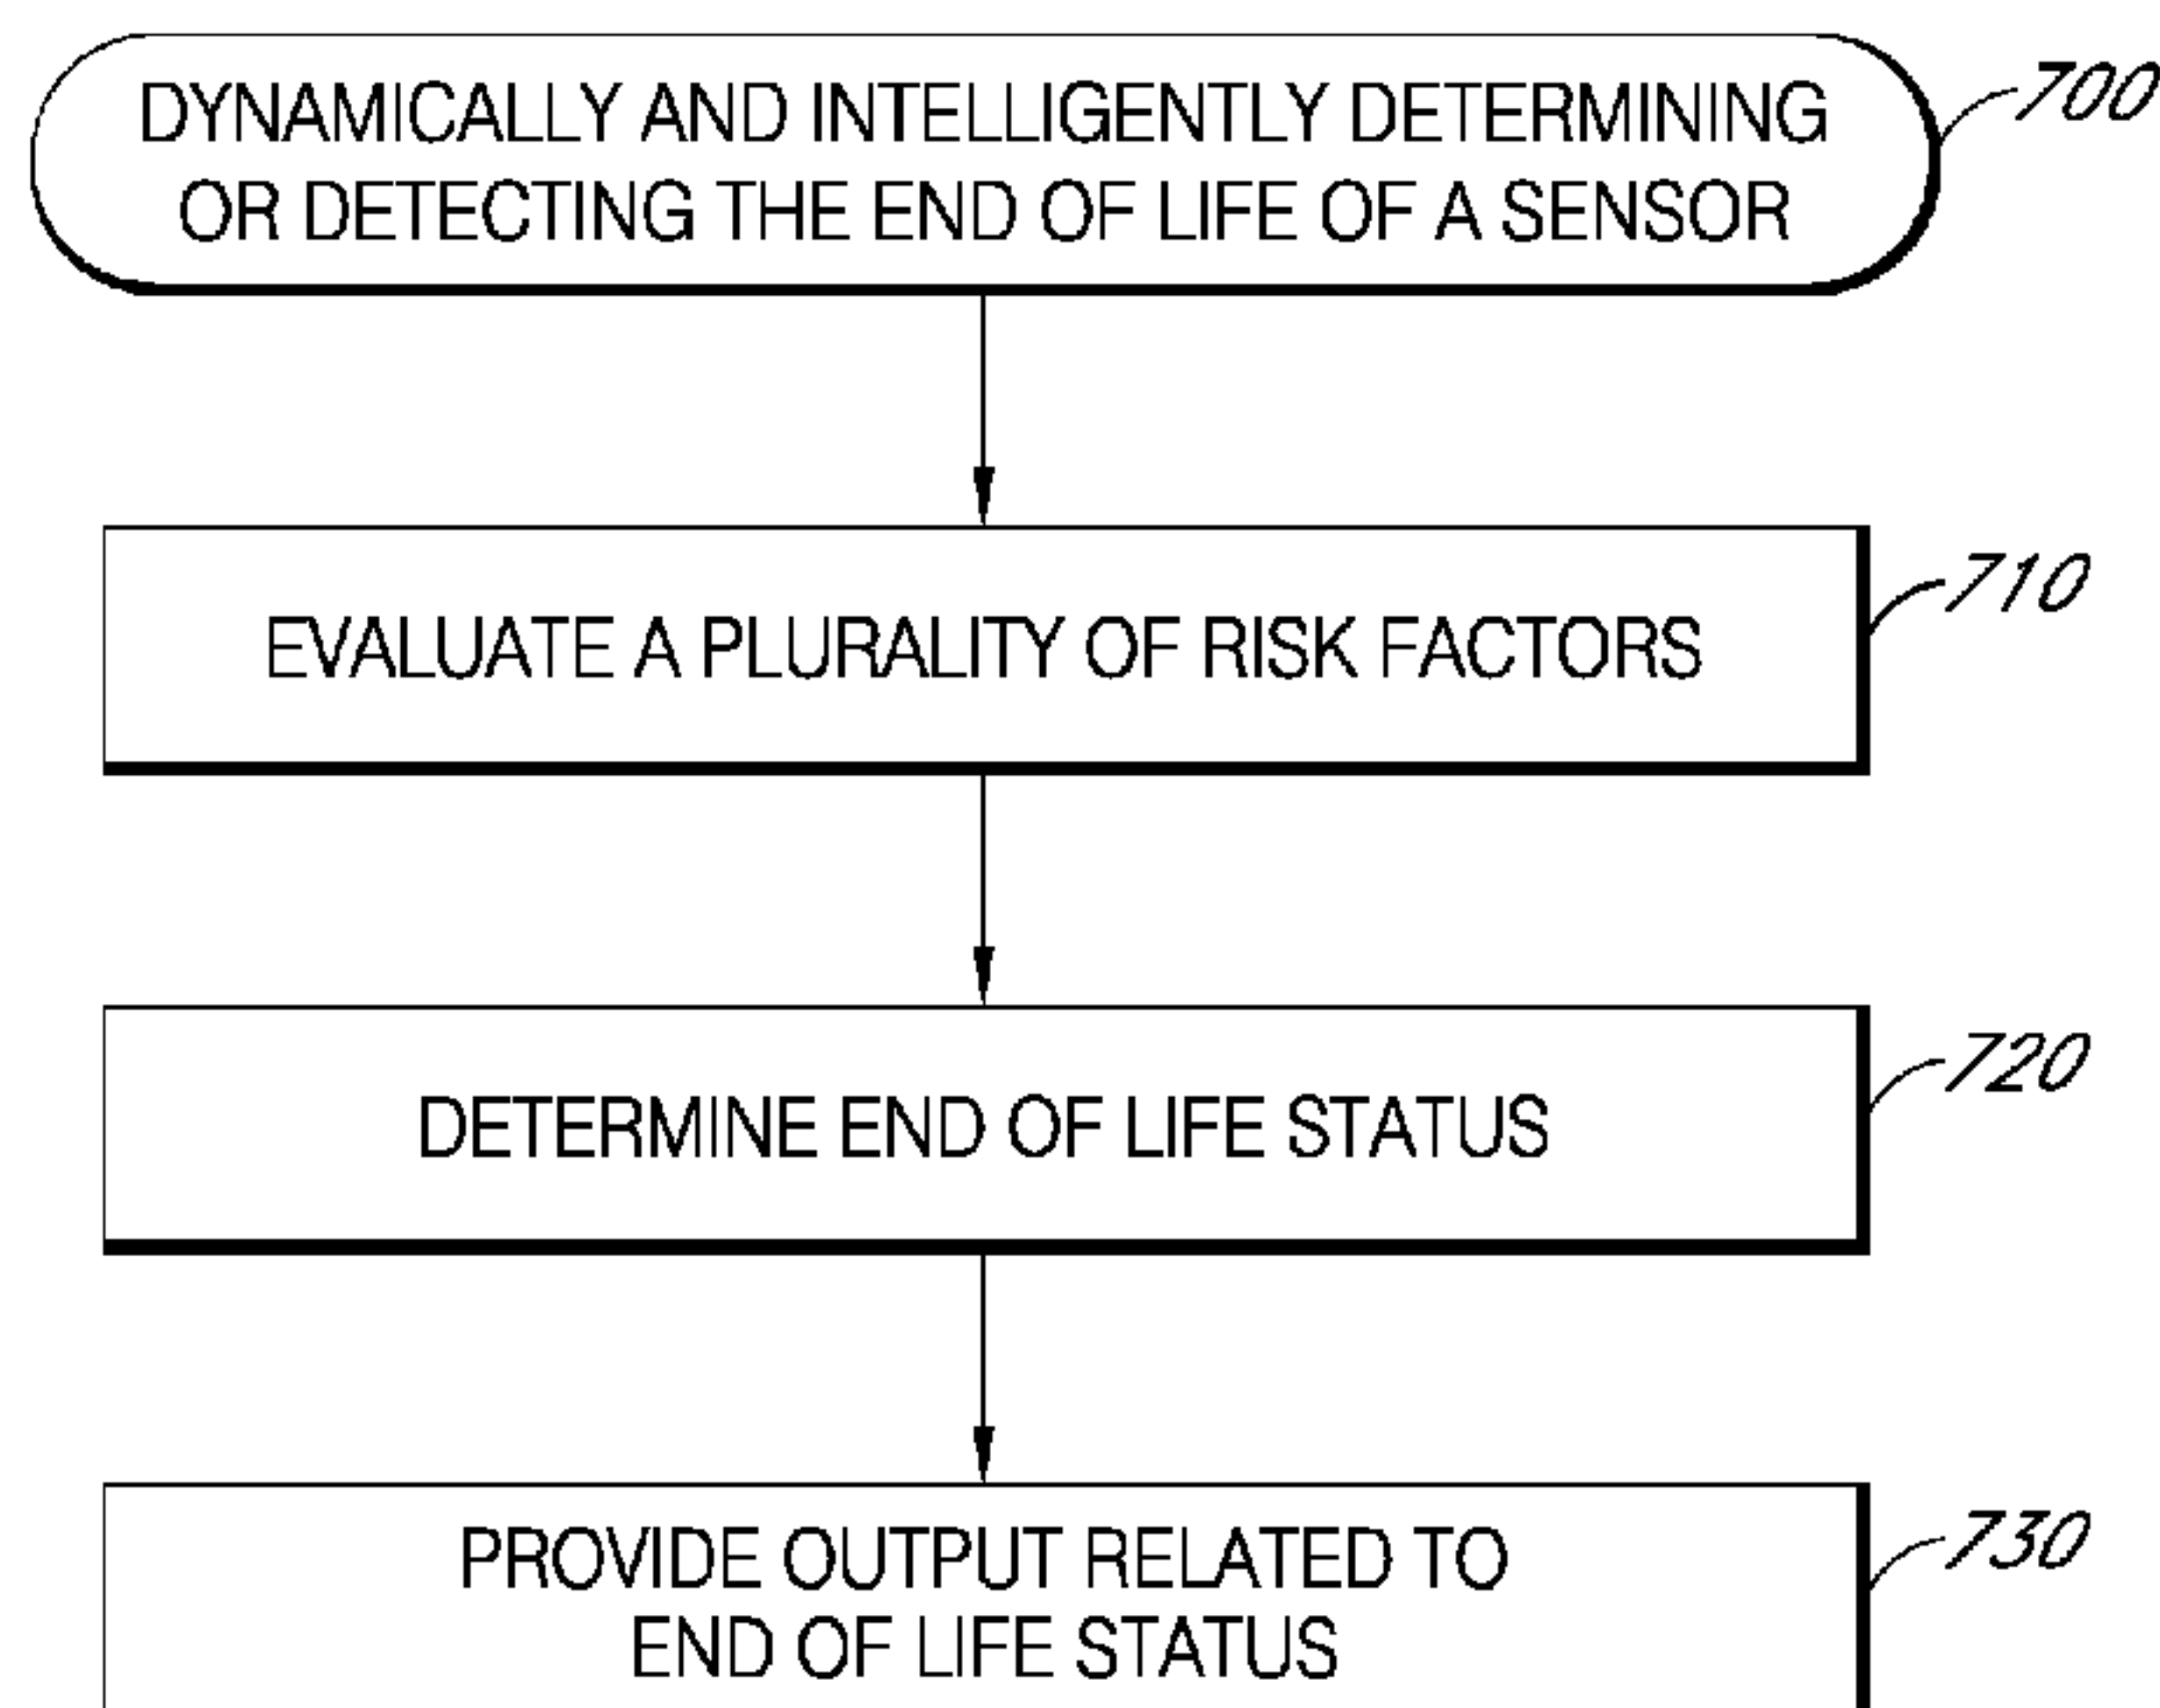 DYNAMICALLY AND INTELLIGENTLY DETERMINING
OR DETECTING THE END OF LIFE OF A SENSOR
700
EVALUATE A PLURALITY OF RISK FACTORS
710
DETERMINE END OF LIFE STATUS
720
PROVIDE OUTPUT RELATED TO
END OF LIFE STATUS
730